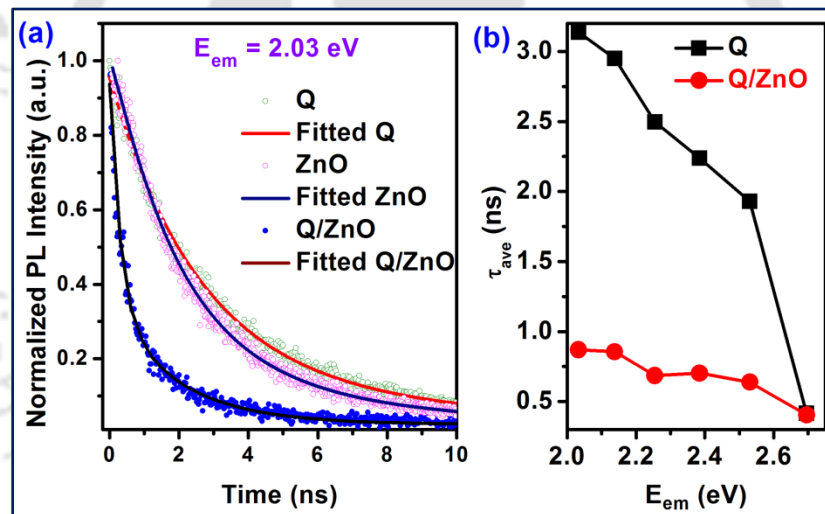 (a)
E_em = 2.03 eV
Q
Fitted Q
ZnO
Fitted ZnO
Q/ZnO
Fitted Q/ZnO
Normalized PL Intensity (a.u.)
1.0
0.8
0.6
0.4
0.2
0 2 4 6 8 10
Time (ns)
(b)
Q
Q/ZnO
τ_ave (ns)
3.0
2.5
2.0
1.5
1.0
0.5
2.0 2.2 2.4 2.6
E_em (eV)